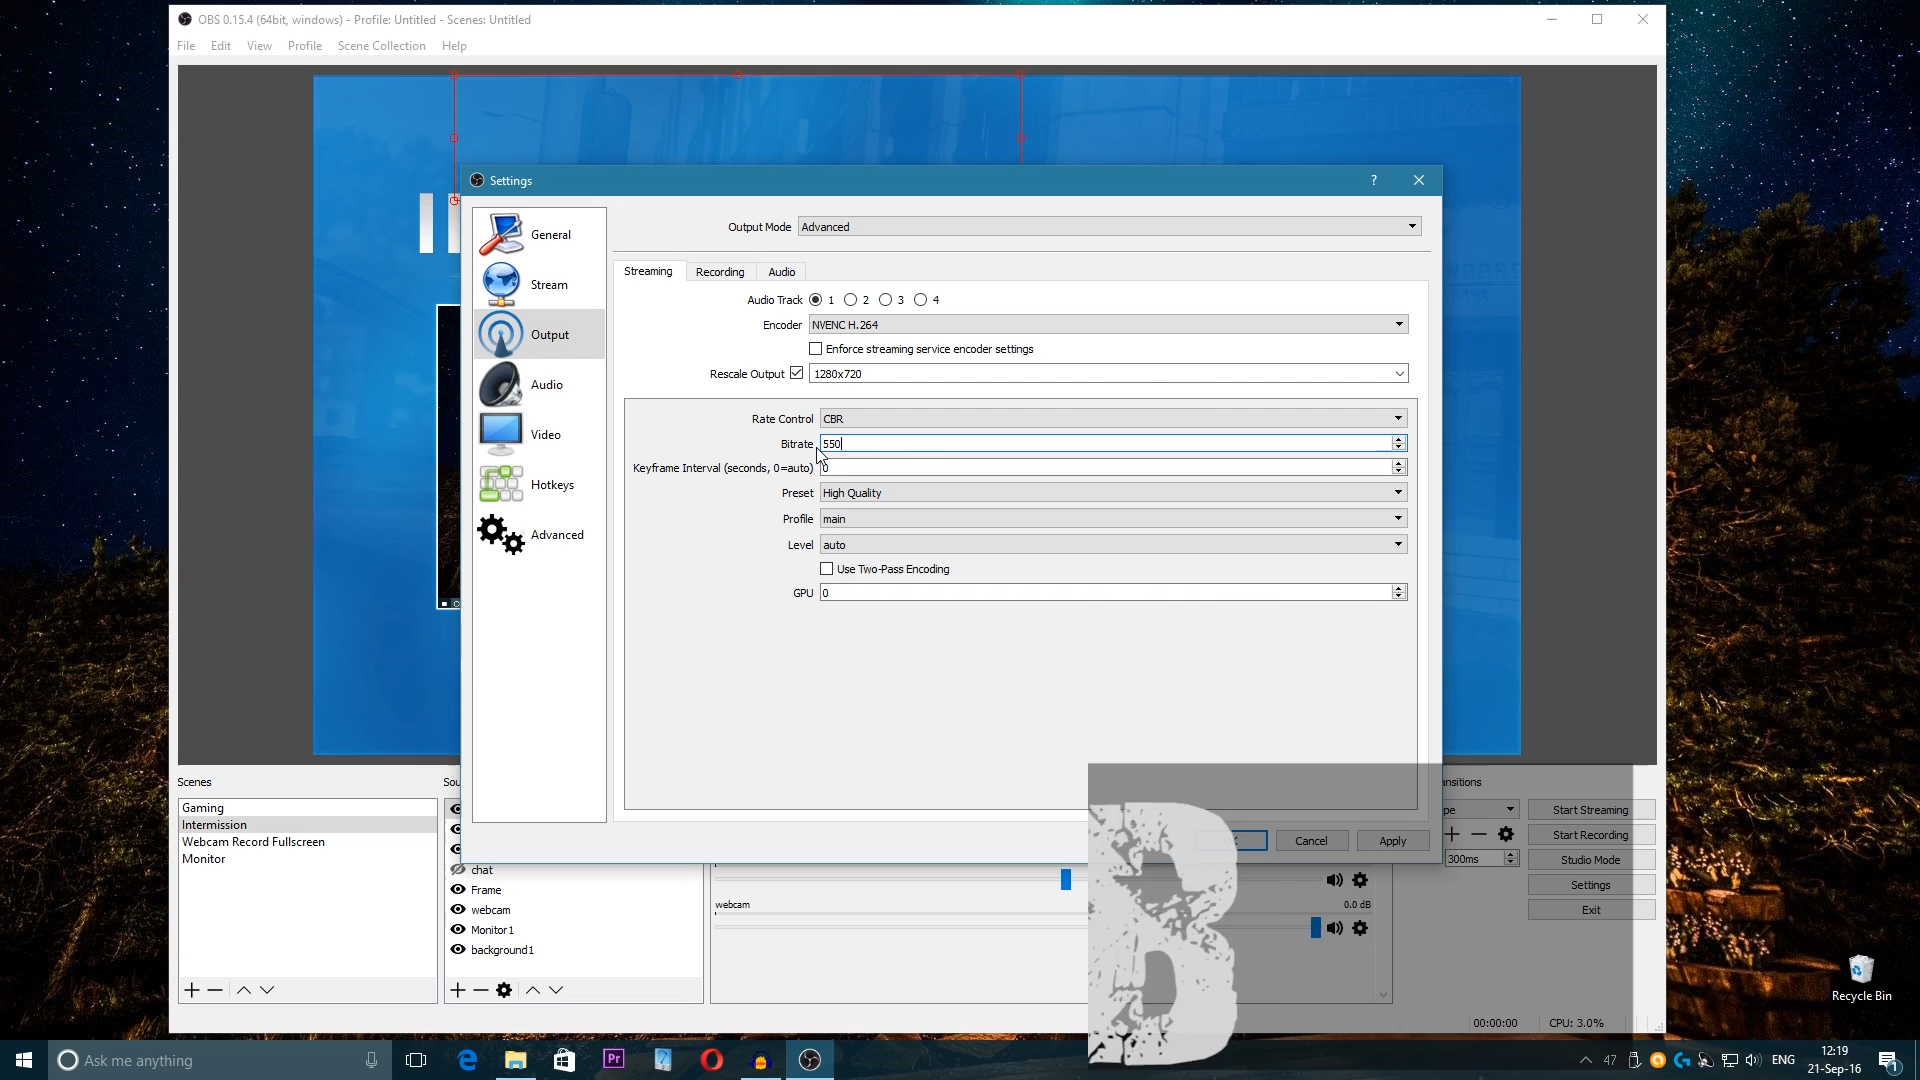 OBS 0.15.4 (64bit, windows) - Profile: Untitled - Scenes: Untitled
File Edit View Profile Scene Collection Help
Settings
?
General
Stream
Output
Audio
Video
Hotkeys
Advanced
Output Mode Advanced
Streaming Recording Audio
Audio Track 1 2 3 4
Encoder NVENC H.264
Enforce streaming service encoder settings
Rescale Output 1280x720
Rate Control CBR
Bitrate 550
Keyframe Interval (seconds, 0=auto) 0
Preset High Quality
Profile main
Level auto
Use Two-Pass Encoding
GPU 0
Cancel Apply
Scenes
Gaming
Intermission
Webcam Record Fullscreen
Monitor
Sou
chat
Frame
webcam
Monitor1
background1
webcam 0.0 dB
nsitions
pe
300ms
Start Streaming
Start Recording
Studio Mode
Settings
Exit
00:00:00 CPU: 3.0%
B
Recycle Bin
Ask me anything
Pr
47
ENG
12:19
21-Sep-16
1